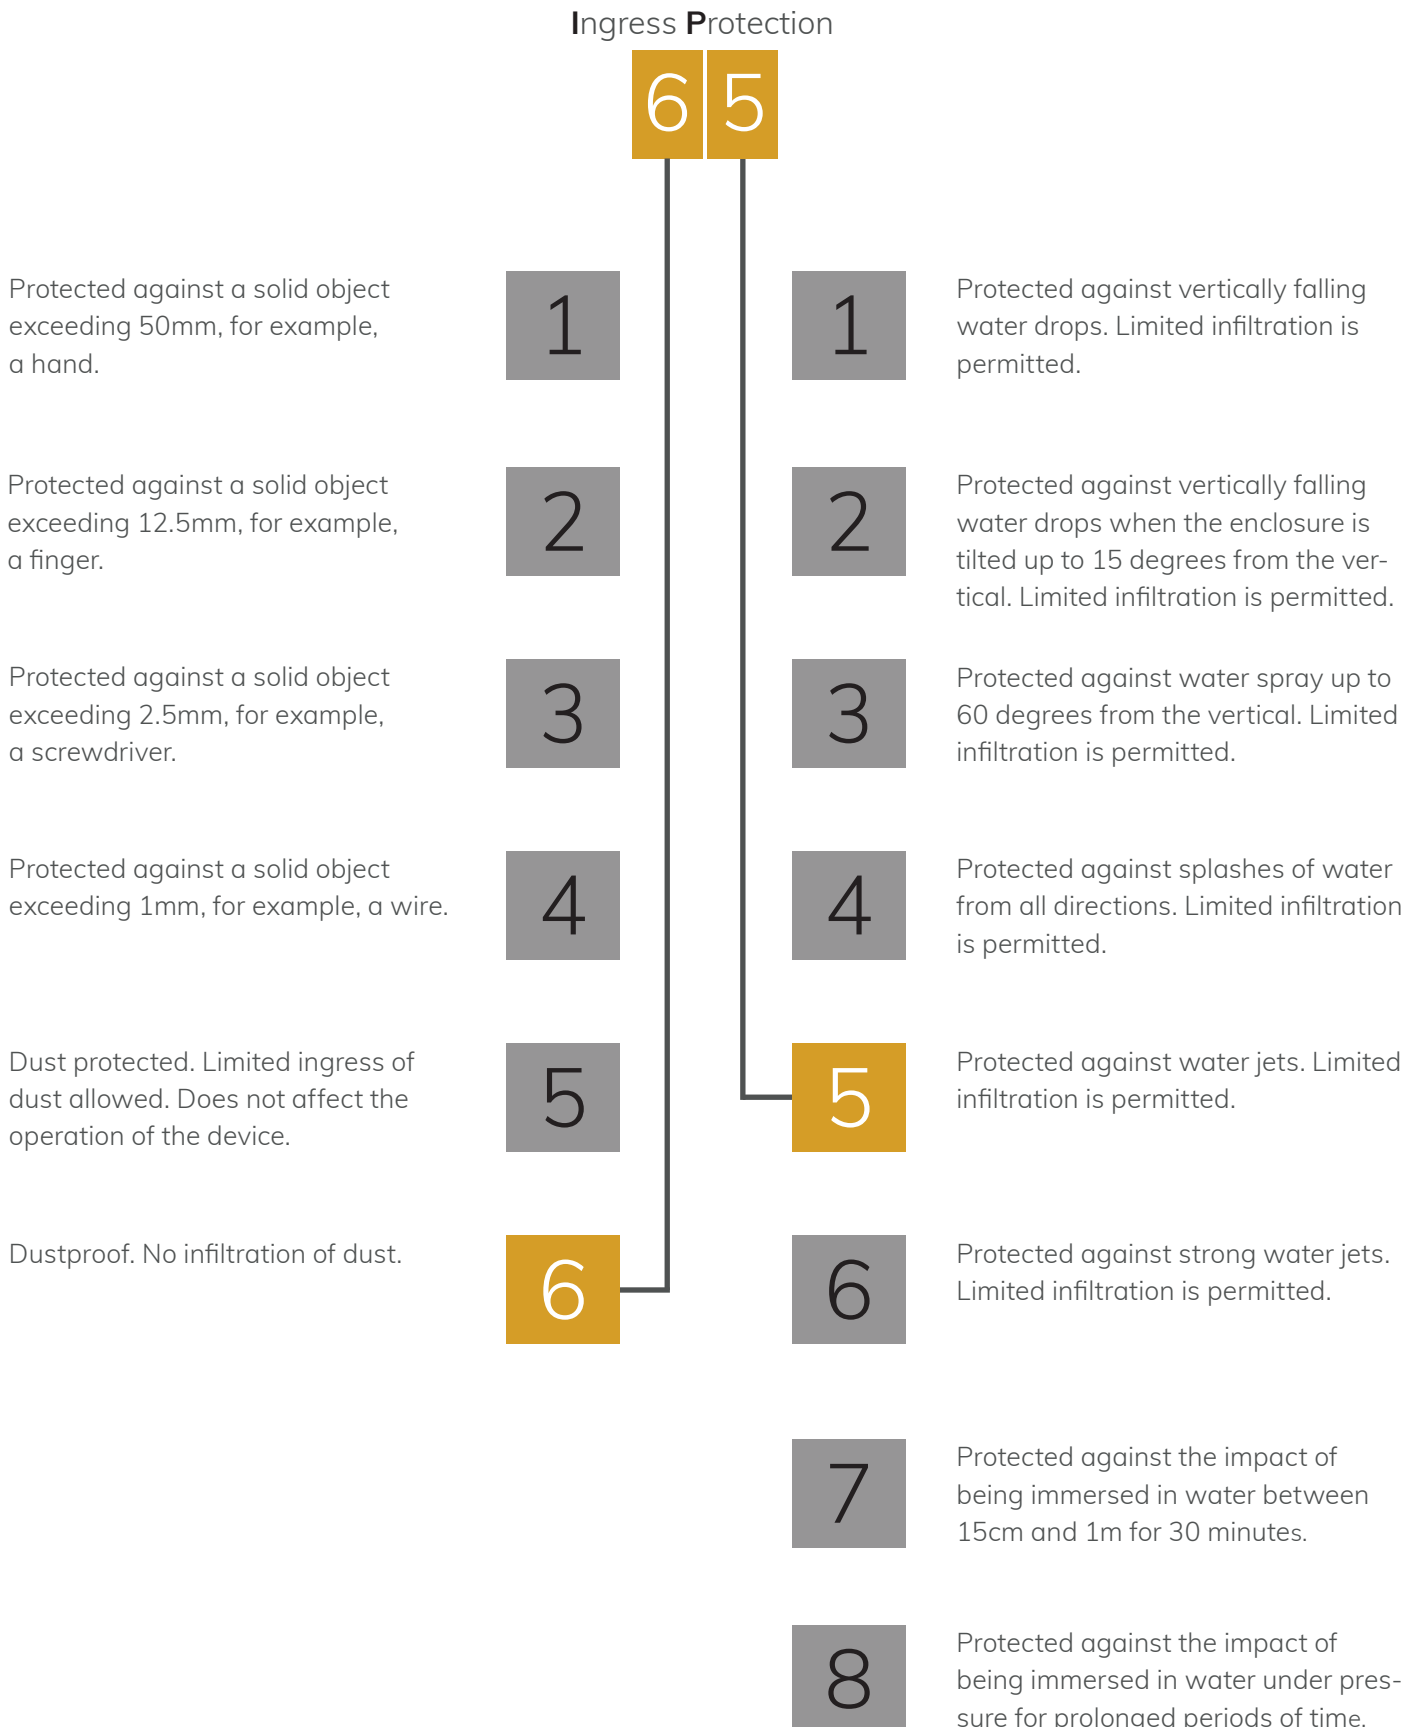 Ingress Protection
6 5
Protected against a solid object
exceeding 50mm, for example,
a hand.
1
1
Protected against vertically falling
water drops. Limited infiltration is
permitted.
Protected against a solid object
exceeding 12.5mm, for example,
a finger.
2
2
Protected against vertically falling
water drops when the enclosure is
tilted up to 15 degrees from the ver-
tical. Limited infiltration is permitted.
Protected against a solid object
exceeding 2.5mm, for example,
a screwdriver.
3
3
Protected against water spray up to
60 degrees from the vertical. Limited
infiltration is permitted.
Protected against a solid object
exceeding 1mm, for example, a wire.
4
4
Protected against splashes of water
from all directions. Limited infiltration
is permitted.
Dust protected. Limited ingress of
dust allowed. Does not affect the
operation of the device.
5
5
Protected against water jets. Limited
infiltration is permitted.
Dustproof. No infiltration of dust.
6
6
Protected against strong water jets.
Limited infiltration is permitted.
7
Protected against the impact of
being immersed in water between
15cm and 1m for 30 minutes.
8
Protected against the impact of
being immersed in water under pres-
sure for prolonged periods of time.